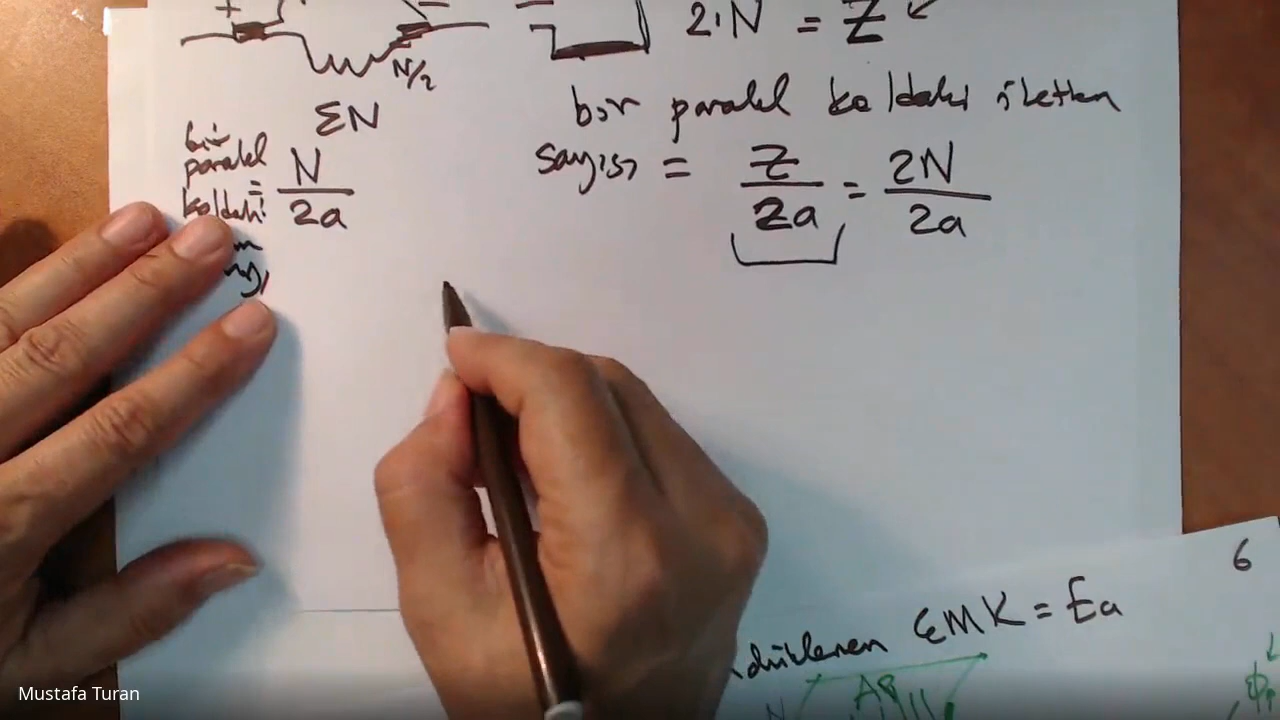 +
N/2
2·N = Z
ΣN
bir paralel koldaki iletken
sayısı = Z/2a = 2N/2a
bir
paralel
koldaki = N/2a
6
EMK = Ea
Mustafa Turan